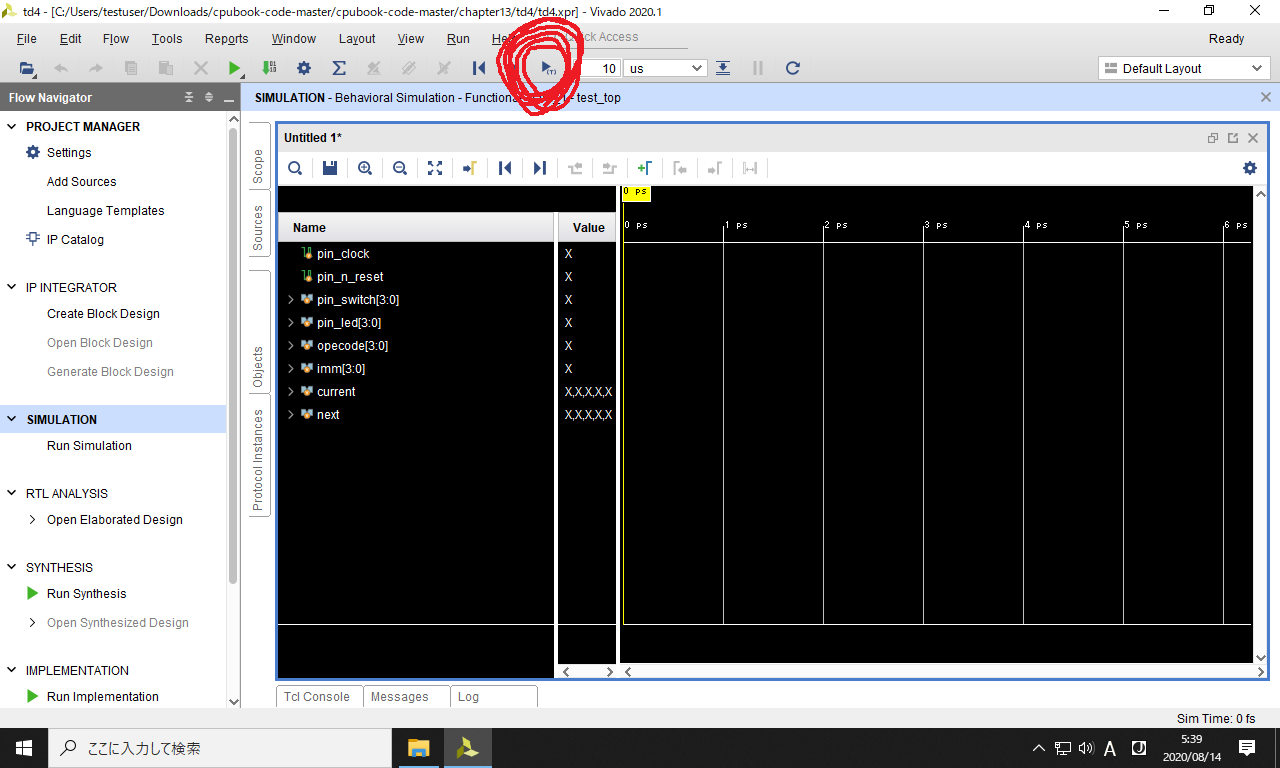 td4 - [C:/Users/testuser/Downloads/cpubook-code-master/cpubook-code-master/chapter13/td4/td4.xpr] - Vivado 2020.1
File Edit Flow Tools Reports Window Layout View Run Access
Ready
(T) 10 us
Default Layout
Flow Navigator
PROJECT MANAGER
Settings
Add Sources
Language Templates
IP Catalog
IP INTEGRATOR
Create Block Design
Open Block Design
Generate Block Design
SIMULATION
Run Simulation
RTL ANALYSIS
Open Elaborated Design
SYNTHESIS
Run Synthesis
Open Synthesized Design
IMPLEMENTATION
Run Implementation
SIMULATION - Behavioral Simulation - Functional - test_top
Scope
Sources
Objects
Protocol Instances
Untitled 1*
Name Value
pin_clock X
pin_n_reset X
pin_switch[3:0] X
pin_led[3:0] X
opecode[3:0] X
imm[3:0] X
current X,X,X,X,X
next X,X,X,X,X
0 ps
0 ps 1 ps 2 ps 3 ps 4 ps 5 ps 6 ps
Tcl Console Messages Log
Sim Time: 0 fs
ここに入力して検索
A J
5:39
2020/08/14